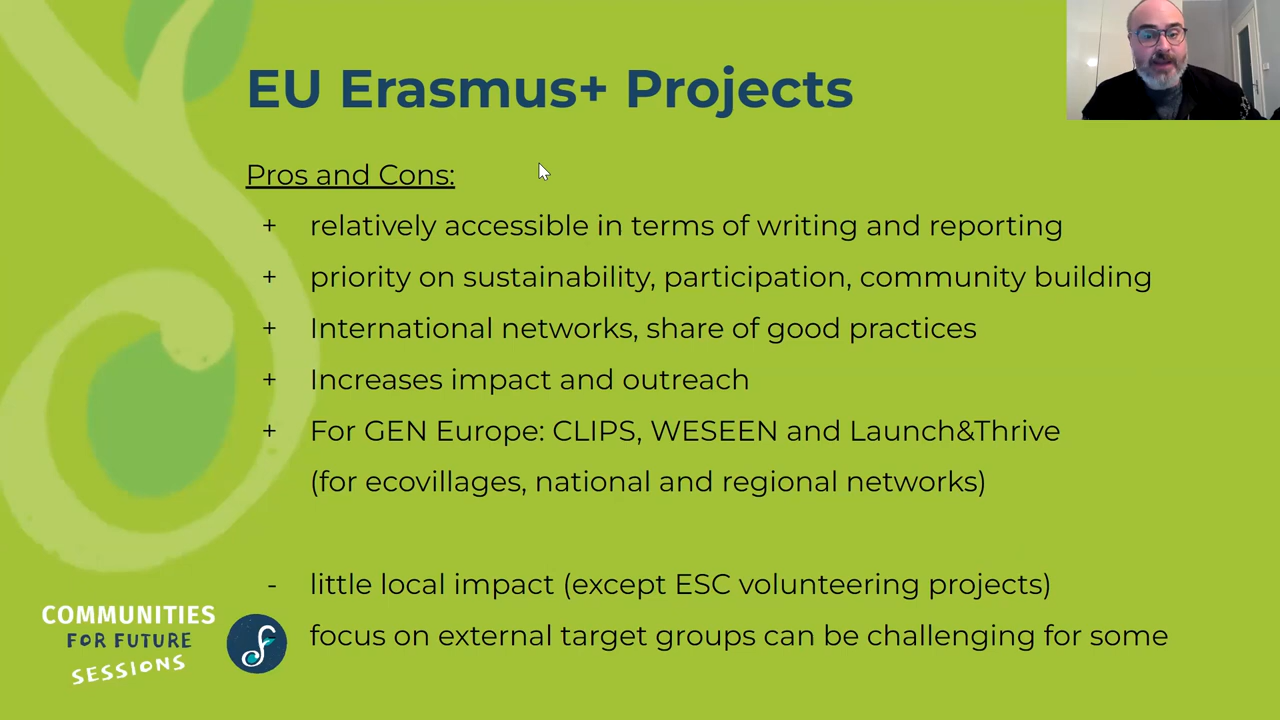 EU Erasmus+ Projects
Pros and Cons:
+ relatively accessible in terms of writing and reporting
+ priority on sustainability, participation, community building
+ International networks, share of good practices
+ Increases impact and outreach
+ For GEN Europe: CLIPS, WESEEN and Launch&Thrive
(for ecovillages, national and regional networks)
- little local impact (except ESC volunteering projects)
focus on external target groups can be challenging for some
COMMUNITIES
FOR FUTURE
SESSIONS